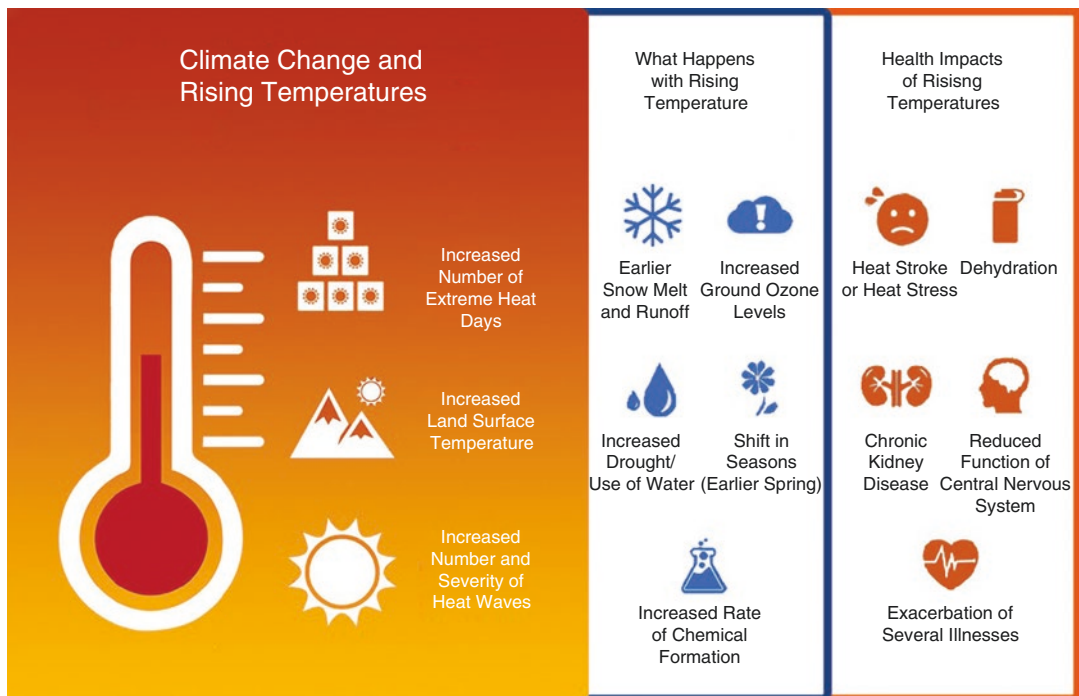 Climate Change and
Rising Temperatures
Increased
Number of
Extreme Heat
Days
Increased
Land Surface
Temperature
Increased
Number and
Severity of
Heat Waves
What Happens
with Rising
Temperature
Earlier
Snow Melt
and Runoff
Increased
Ground Ozone
Levels
Increased
Drought/
Use of Water
Shift in
Seasons
(Earlier Spring)
Increased Rate
of Chemical
Formation
Health Impacts
of Risisng
Temperatures
Heat Stroke
or Heat Stress
Dehydration
Chronic
Kidney
Disease
Reduced
Function of
Central Nervous
System
Exacerbation of
Several Illnesses